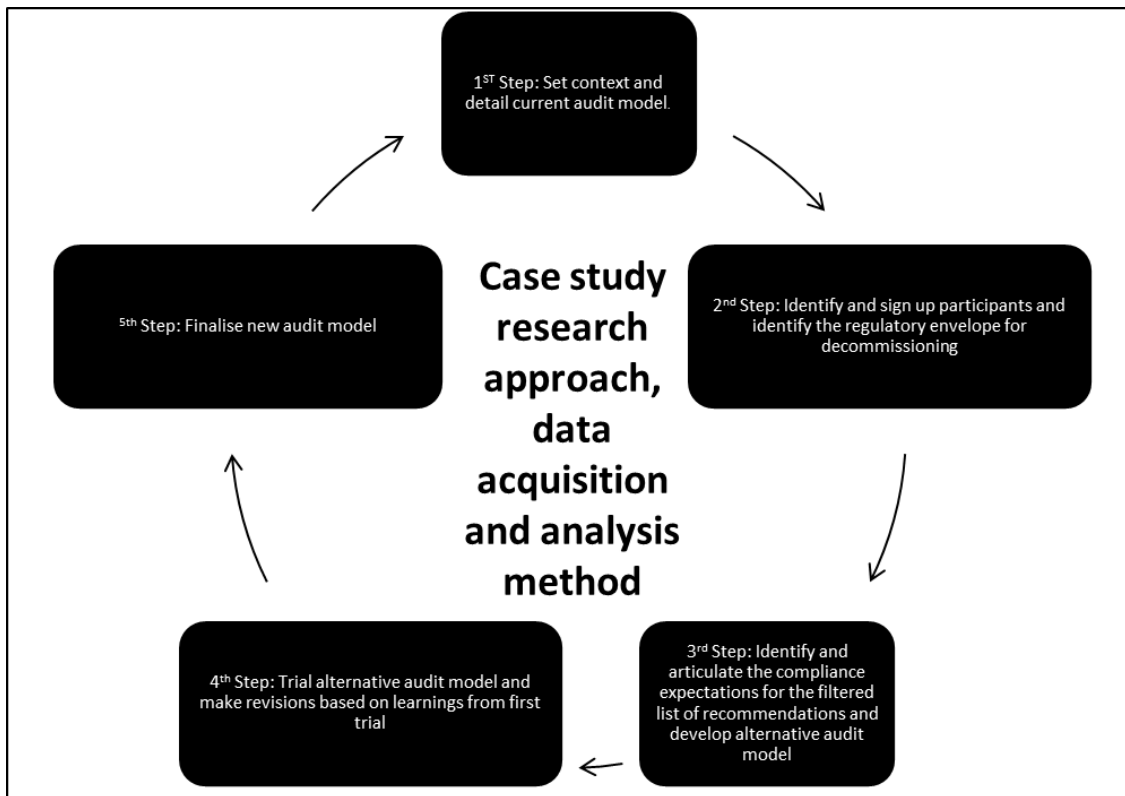 1ST Step: Set context and
detail current audit model.
2nd Step: Identify and sign up participants and
identify the regulatory envelope for
decommissioning
3rd Step: Identify and
articulate the compliance
expectations for the filtered
list of recommendations and
develop alternative audit
model
4th Step: Trial alternative audit model and
make revisions based on learnings from first
trial
5th Step: Finalise new audit model
Case study
research
approach,
data
acquisition
and analysis
method